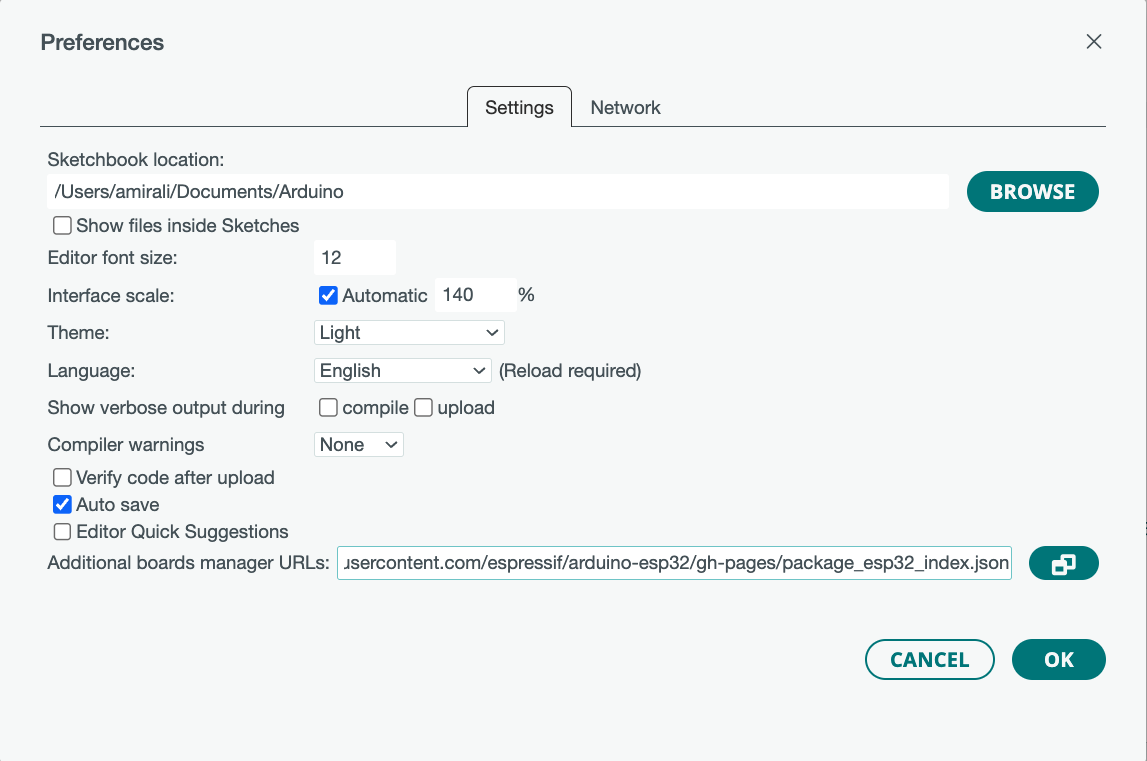 Preferences
Settings Network
Sketchbook location:
/Users/amirali/Documents/Arduino
BROWSE
Show files inside Sketches
Editor font size: 12
Interface scale: Automatic 140 %
Theme: Light
Language: English (Reload required)
Show verbose output during compile upload
Compiler warnings None
Verify code after upload
Auto save
Editor Quick Suggestions
Additional boards manager URLs: usercontent.com/espressif/arduino-esp32/gh-pages/package_esp32_index.json
CANCEL OK